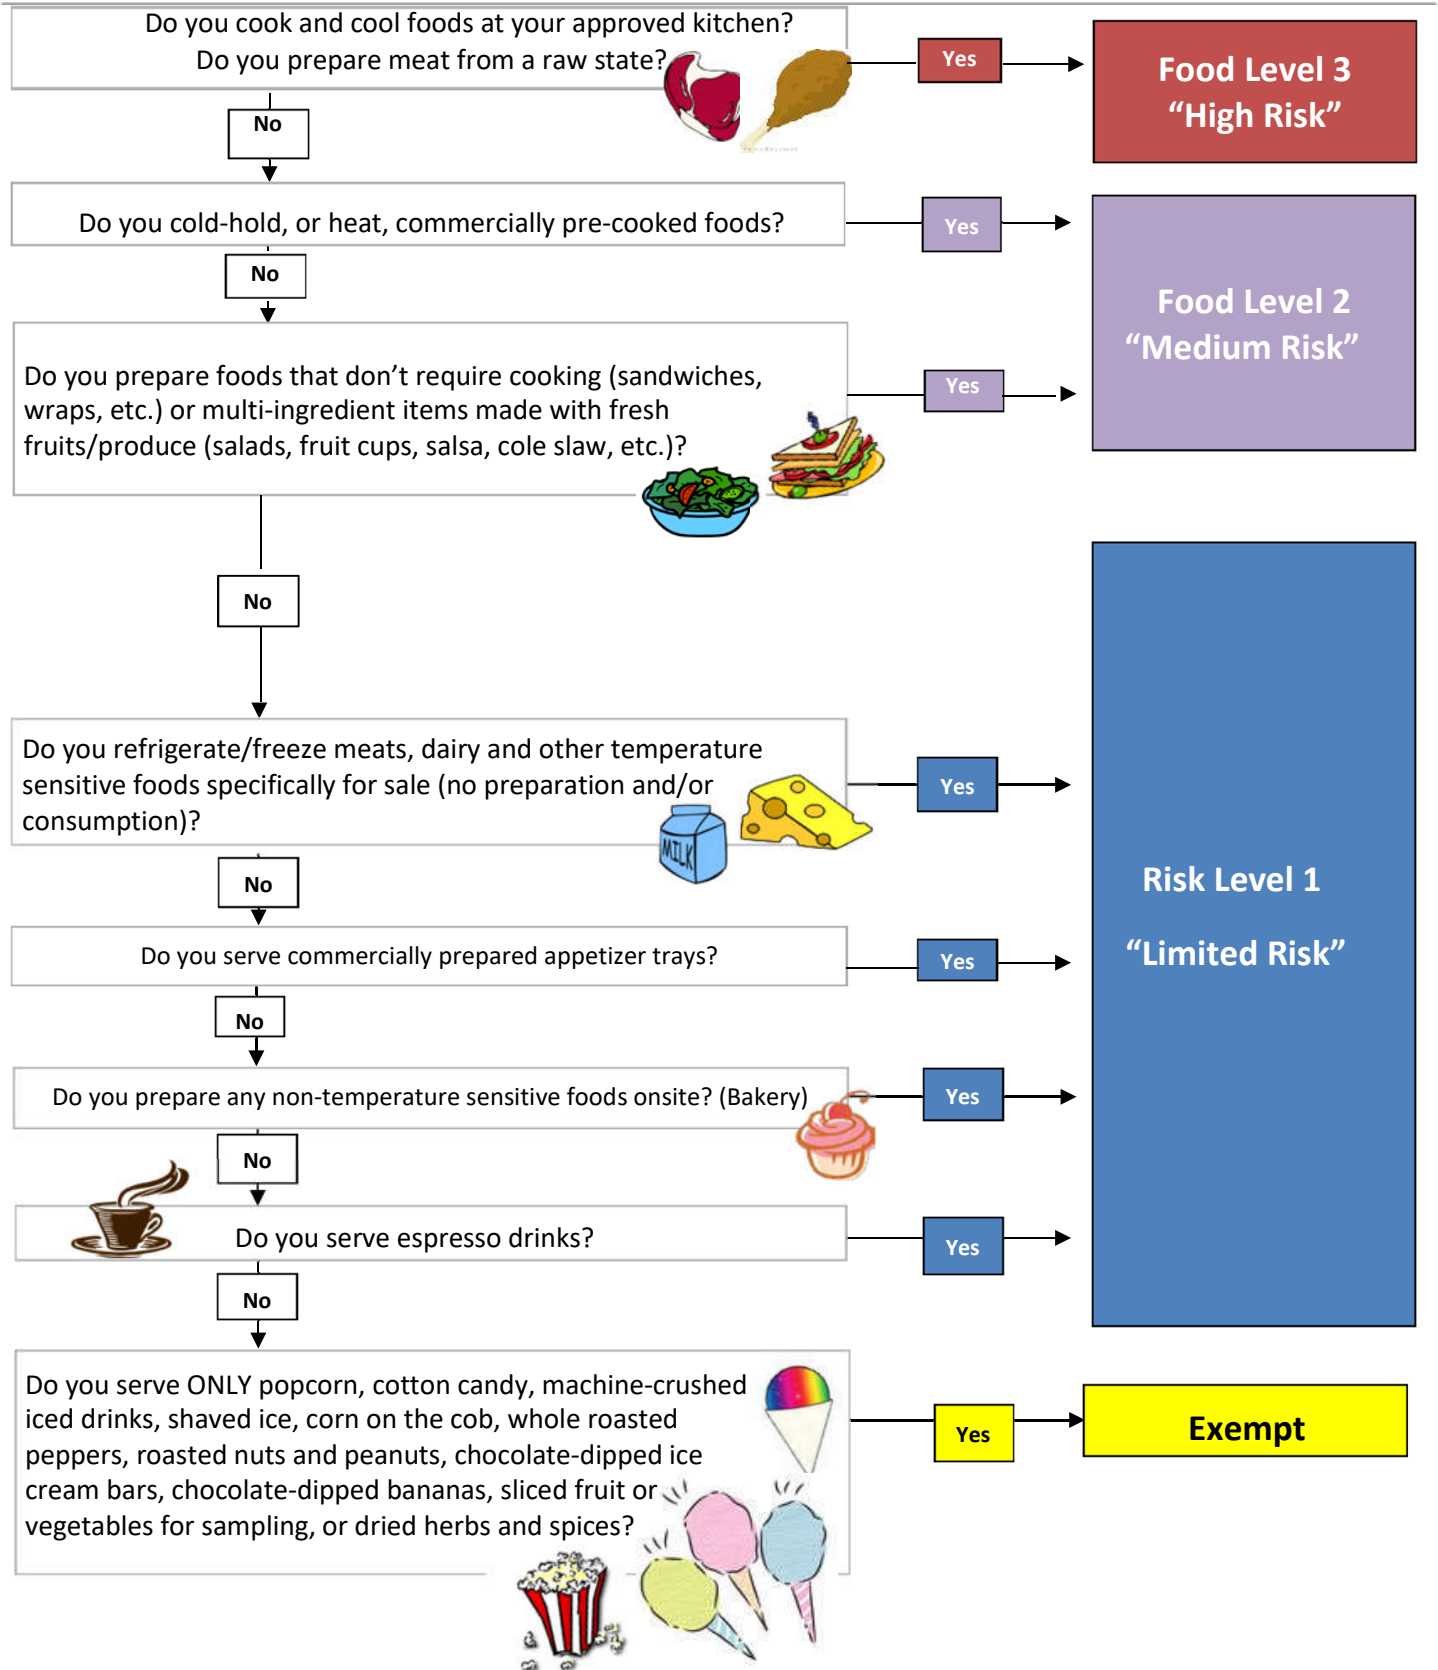 Do you cook and cool foods at your approved kitchen?
Do you prepare meat from a raw state?
Yes
Food Level 3
“High Risk”
No
Do you cold-hold, or heat, commercially pre-cooked foods?
Yes
No
Food Level 2
“Medium Risk”
Do you prepare foods that don’t require cooking (sandwiches,
wraps, etc.) or multi-ingredient items made with fresh
fruits/produce (salads, fruit cups, salsa, cole slaw, etc.)?
Yes
No
Do you refrigerate/freeze meats, dairy and other temperature
sensitive foods specifically for sale (no preparation and/or
consumption)?
MILK
Yes
Risk Level 1
“Limited Risk”
No
Do you serve commercially prepared appetizer trays?
Yes
No
Do you prepare any non-temperature sensitive foods onsite? (Bakery)
Yes
No
Do you serve espresso drinks?
Yes
No
Do you serve ONLY popcorn, cotton candy, machine-crushed
iced drinks, shaved ice, corn on the cob, whole roasted
peppers, roasted nuts and peanuts, chocolate-dipped ice
cream bars, chocolate-dipped bananas, sliced fruit or
vegetables for sampling, or dried herbs and spices?
Yes
Exempt